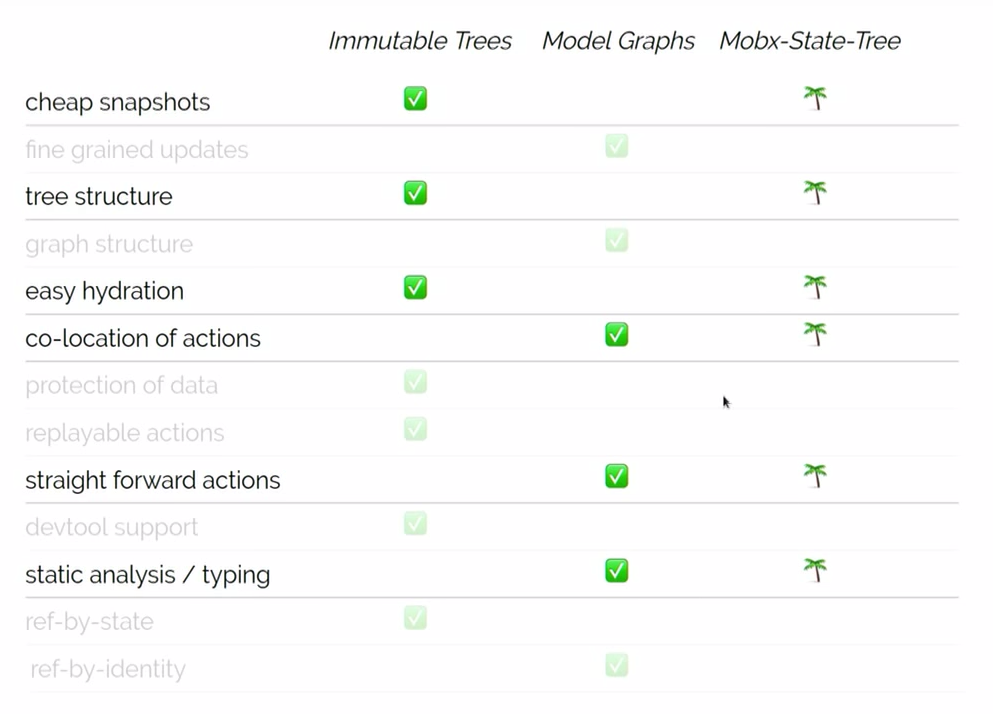 Immutable Trees Model Graphs Mobx-State-Tree
cheap snapshots ✅ 🌴
fine grained updates ✅
tree structure ✅ 🌴
graph structure ✅
easy hydration ✅ 🌴
co-location of actions ✅ 🌴
protection of data ✅
replayable actions ✅
straight forward actions ✅ 🌴
devtool support ✅
static analysis / typing ✅ 🌴
ref-by-state ✅
ref-by-identity ✅